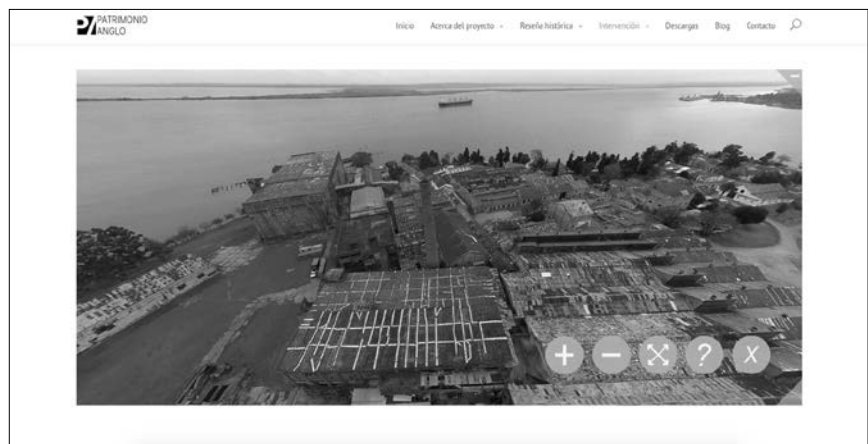 PATRIMONIO
ANGLO
Inicio Acerca del proyecto Reseña histórica Intervención Descargas Blog Contacto
+ − ? X